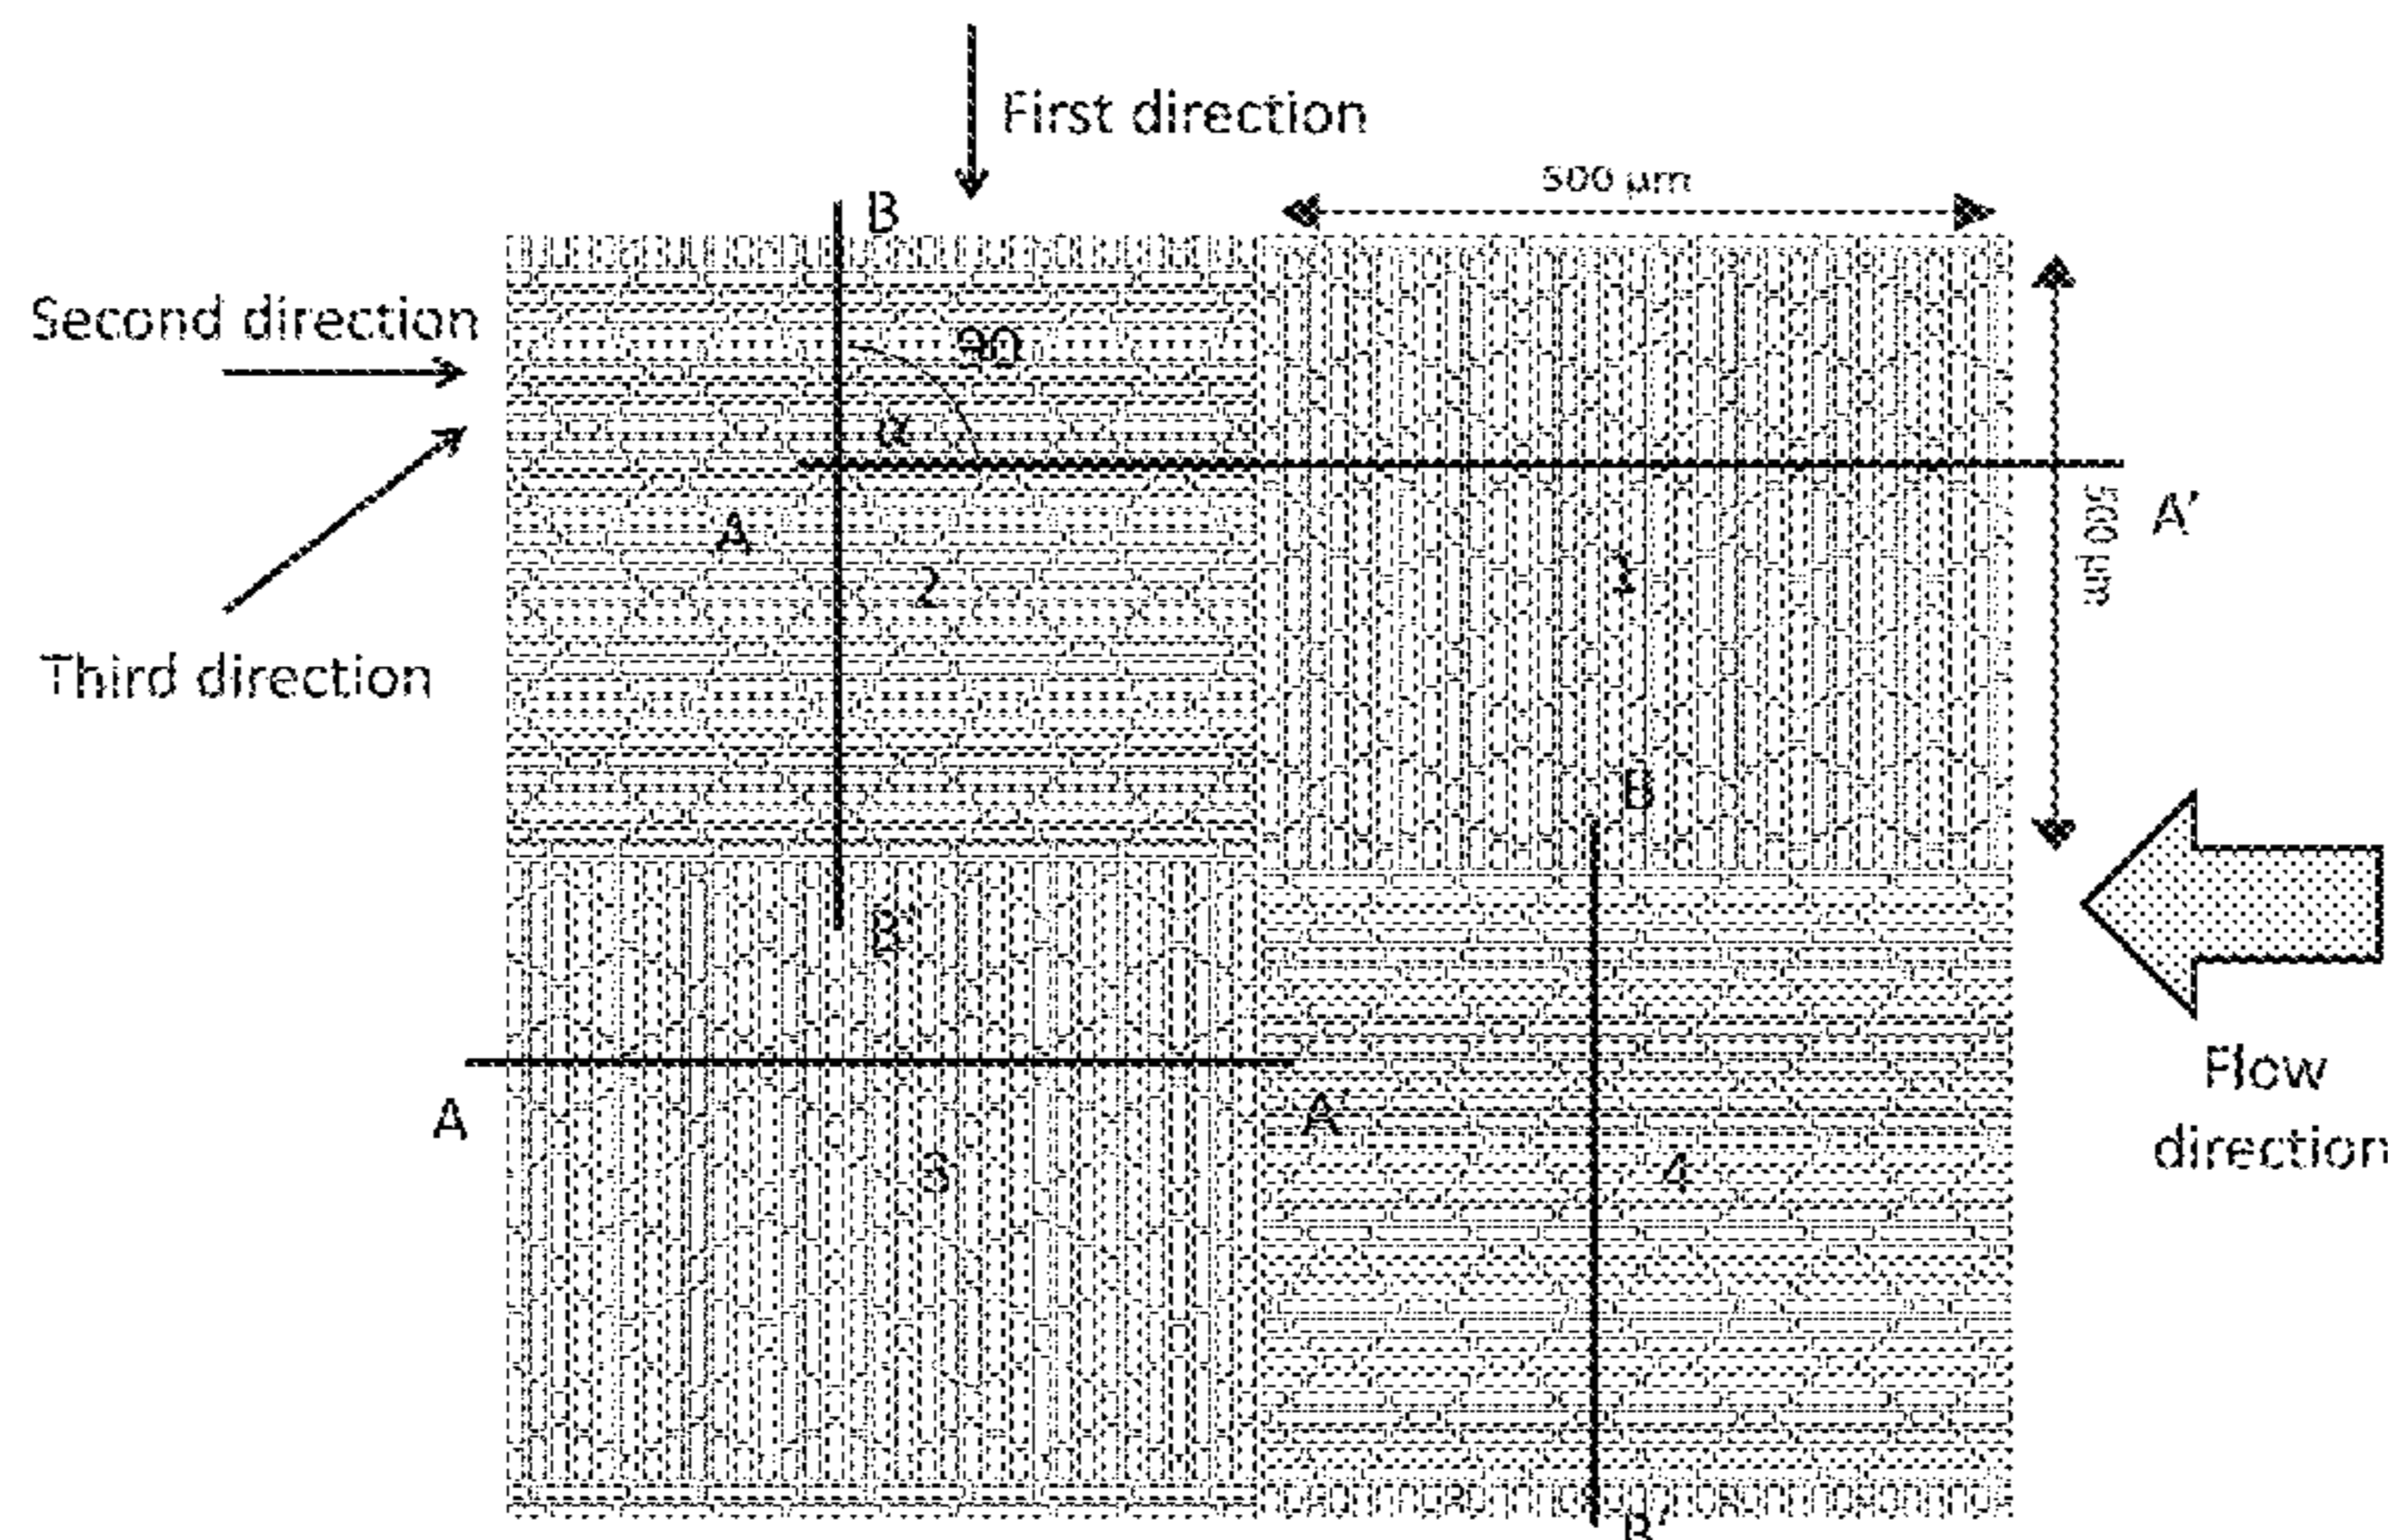 First direction
500 µm
B
Second direction
90
α
A
A'
500 µm
2
1
Third direction
B
B'
Flow
direction
A
A'
3
4
B'